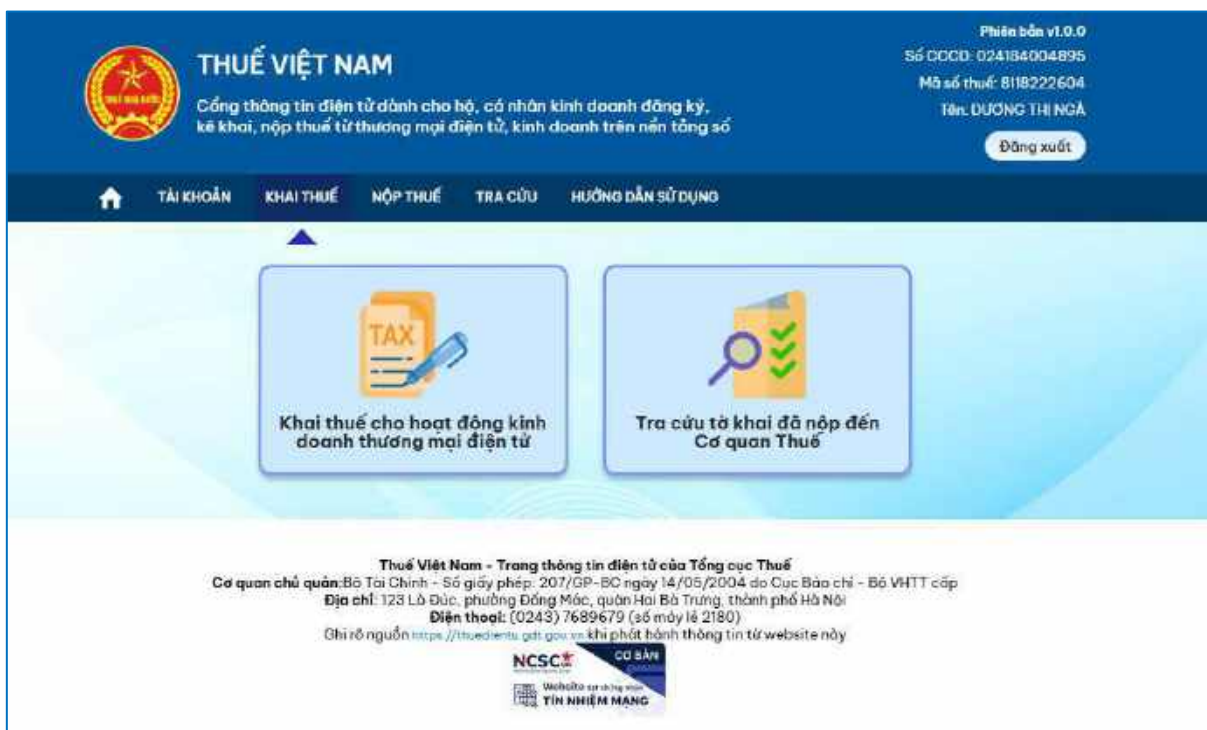 Phiên bản v1.0.0
THUẾ VIỆT NAM
Số CCCD: 024184004895
Mã số thuế: 8118222604
Cổng thông tin điện tử dành cho hộ, cá nhân kinh doanh đăng ký,
kê khai, nộp thuế từ thương mại điện tử, kinh doanh trên nền tảng số
Tên: DƯƠNG THỊ NGÀ
Đăng xuất
TÀI KHOẢN KHAI THUẾ NỘP THUẾ TRA CỨU HƯỚNG DẪN SỬ DỤNG
TAX
Khai thuế cho hoạt động kinh
doanh thương mại điện tử
Tra cứu tờ khai đã nộp đến
Cơ quan Thuế
Thuế Việt Nam - Trang thông tin điện tử của Tổng cục Thuế
Cơ quan chủ quản:Bộ Tài Chính - Số giấy phép: 207/GP-BC ngày 14/05/2004 do Cục Báo chí - Bộ VHTT cấp
Địa chỉ: 123 Lò Đúc, phường Đống Mác, quận Hai Bà Trưng, thành phố Hà Nội
Điện thoại: (0243) 7689679 (số máy lẻ 2180)
Ghi rõ nguồn https://thuedientu.gdt.gov.vn khi phát hành thông tin từ website này
NCSC CƠ BẢN
Website
TÍN NHIỆM MẠNG